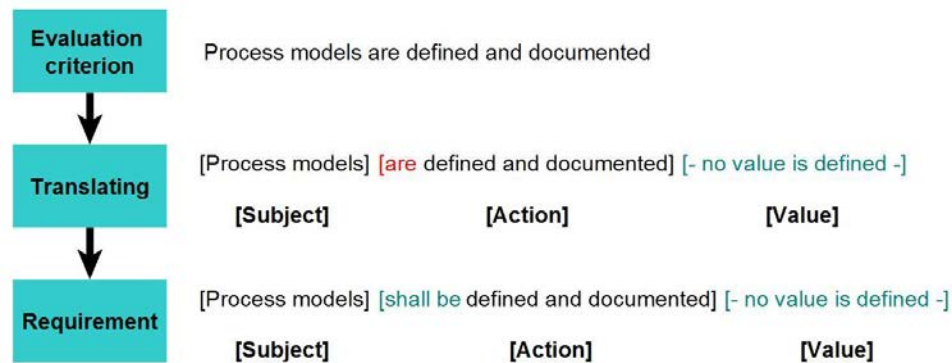 Evaluation
criterion
Process models are defined and documented
Translating
[Process models] [are defined and documented] [- no value is defined -]
[Subject] [Action] [Value]
Requirement
[Process models] [shall be defined and documented] [- no value is defined -]
[Subject] [Action] [Value]